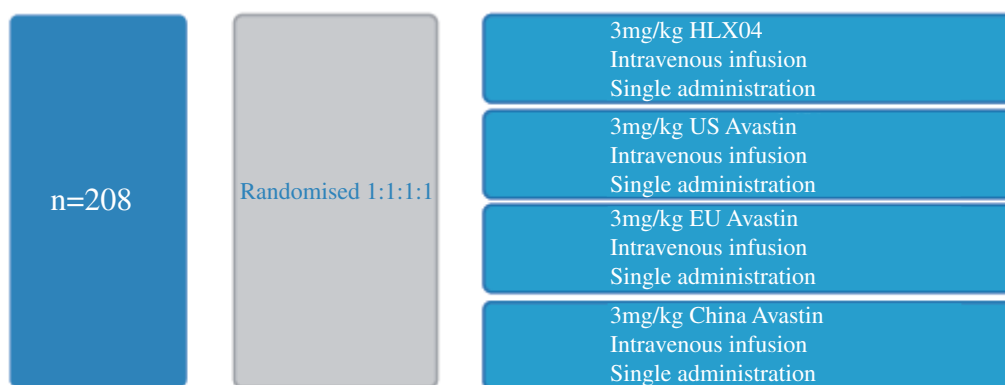 n=208
Randomised 1:1:1:1
3mg/kg HLX04
Intravenous infusion
Single administration
3mg/kg US Avastin
Intravenous infusion
Single administration
3mg/kg EU Avastin
Intravenous infusion
Single administration
3mg/kg China Avastin
Intravenous infusion
Single administration